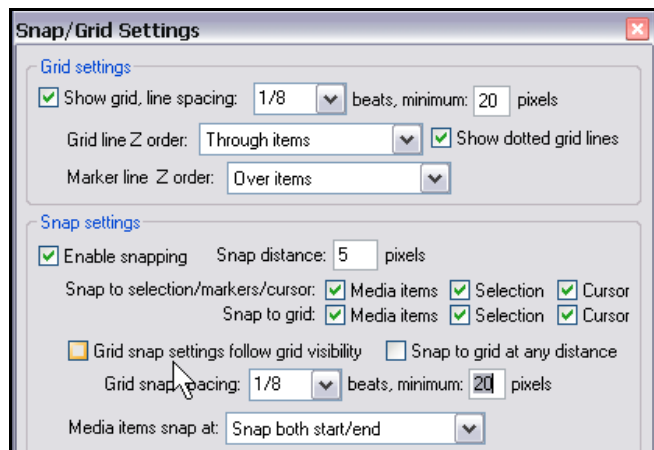 Snap/Grid Settings
Grid settings
Show grid, line spacing: 1/8 beats, minimum: 20 pixels
Grid line Z order: Through items Show dotted grid lines
Marker line Z order: Over items
Snap settings
Enable snapping Snap distance: 5 pixels
Snap to selection/markers/cursor: Media items Selection Cursor
Snap to grid: Media items Selection Cursor
Grid snap settings follow grid visibility Snap to grid at any distance
Grid snap spacing: 1/8 beats, minimum: 20 pixels
Media items snap at: Snap both start/end